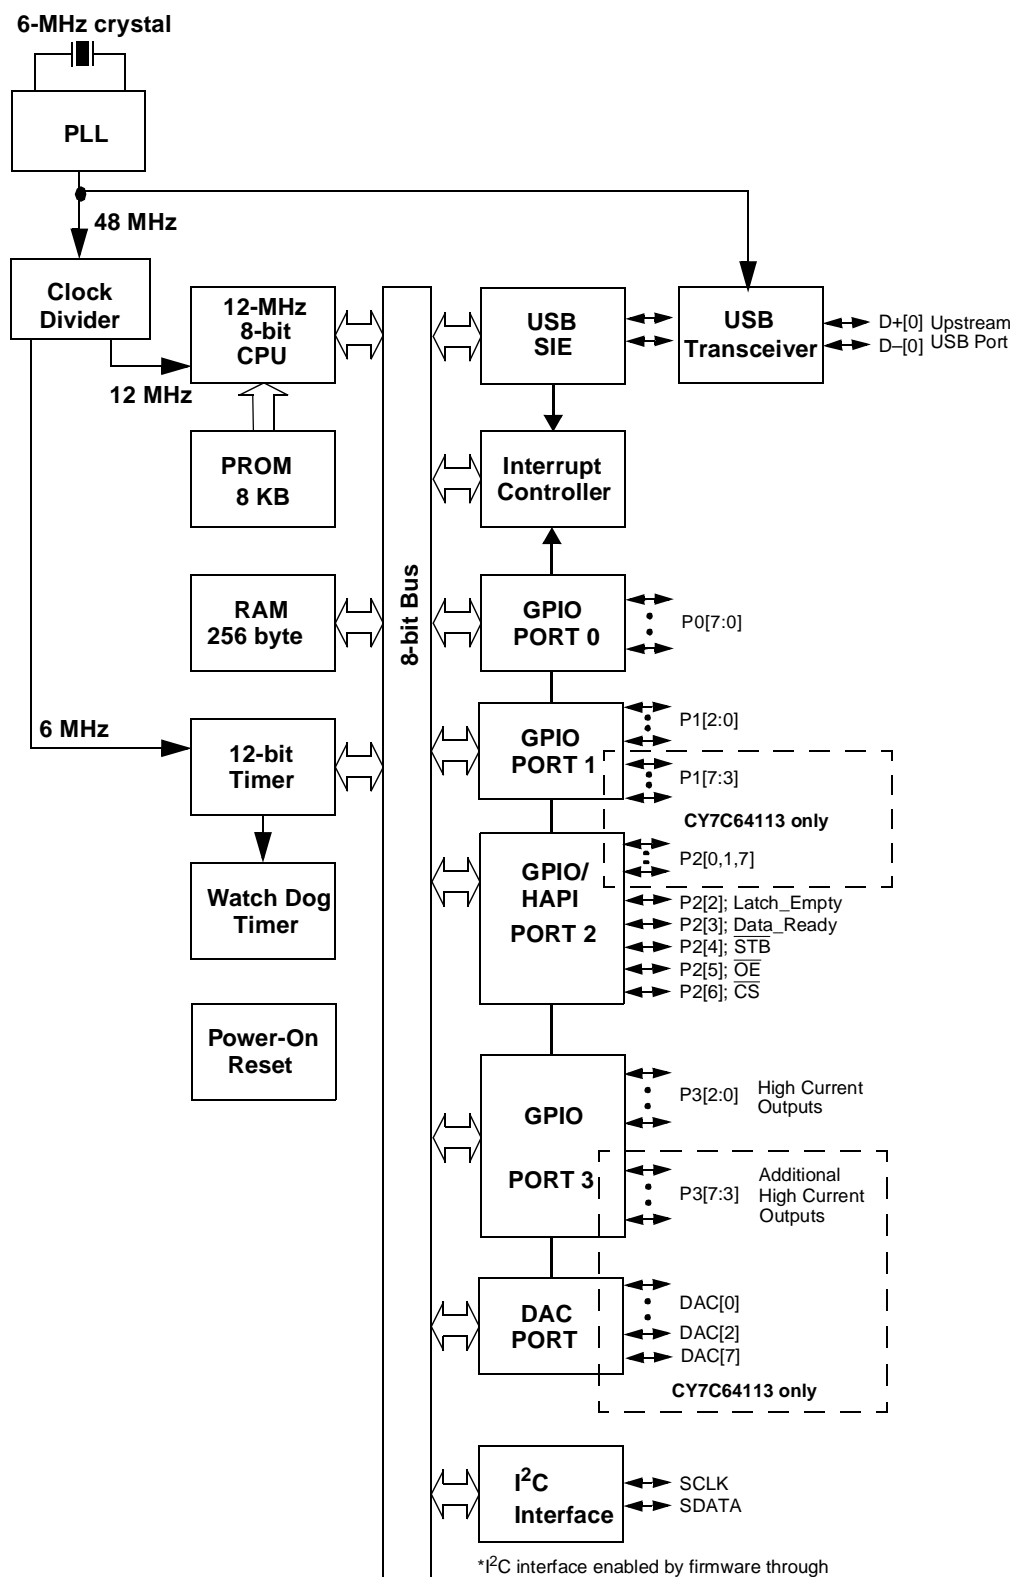 6-MHz crystal
PLL
48 MHz
Clock
Divider
12-MHz
8-bit
CPU
USB
SIE
USB
Transceiver
D+[0] Upstream
D–[0] USB Port
12 MHz
PROM
8 KB
Interrupt
Controller
8-bit Bus
RAM
256 byte
GPIO
PORT 0
P0[7:0]
6 MHz
12-bit
Timer
GPIO
PORT 1
P1[2:0]
P1[7:3]
CY7C64113 only
P2[0,1,7]
Watch Dog
Timer
GPIO/
HAPI
PORT 2
P2[2]; Latch_Empty
P2[3]; Data_Ready
P2[4]; S̅T̅B̅
P2[5]; O̅E̅
P2[6]; C̅S̅
Power-On
Reset
GPIO
PORT 3
P3[2:0] High Current
Outputs
P3[7:3] Additional
High Current
Outputs
DAC
PORT
DAC[0]
DAC[2]
DAC[7]
CY7C64113 only
I²C
Interface
SCLK
SDATA
*I²C interface enabled by firmware through